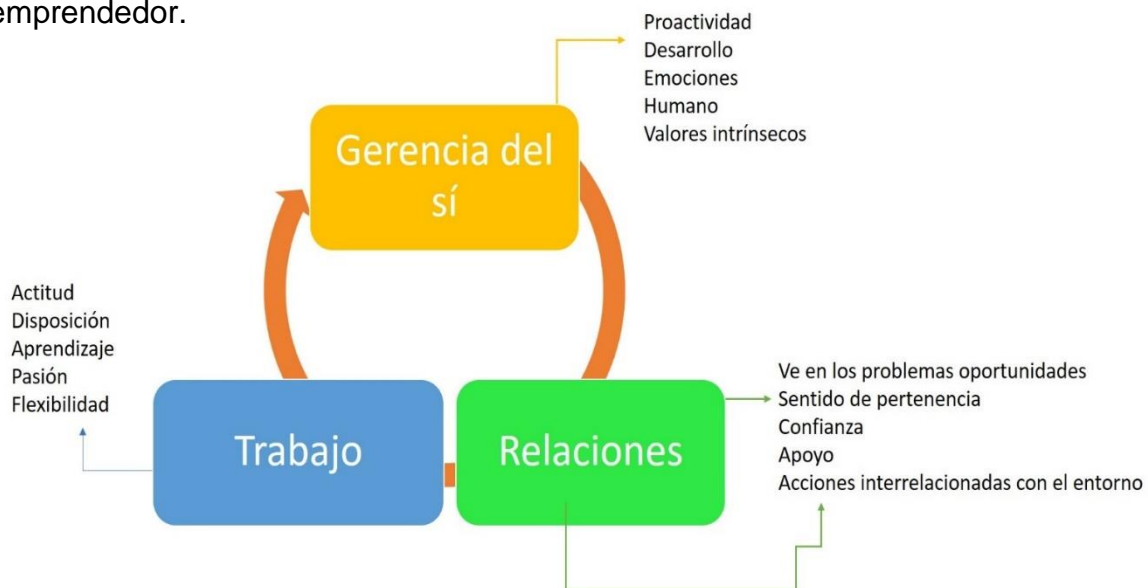 emprendedor.
Proactividad
Desarrollo
Emociones
Humano
Valores intrínsecos
Gerencia del
sí
Actitud
Disposición
Aprendizaje
Pasión
Flexibilidad
Trabajo
Relaciones
Ve en los problemas oportunidades
Sentido de pertenencia
Confianza
Apoyo
Acciones interrelacionadas con el entorno